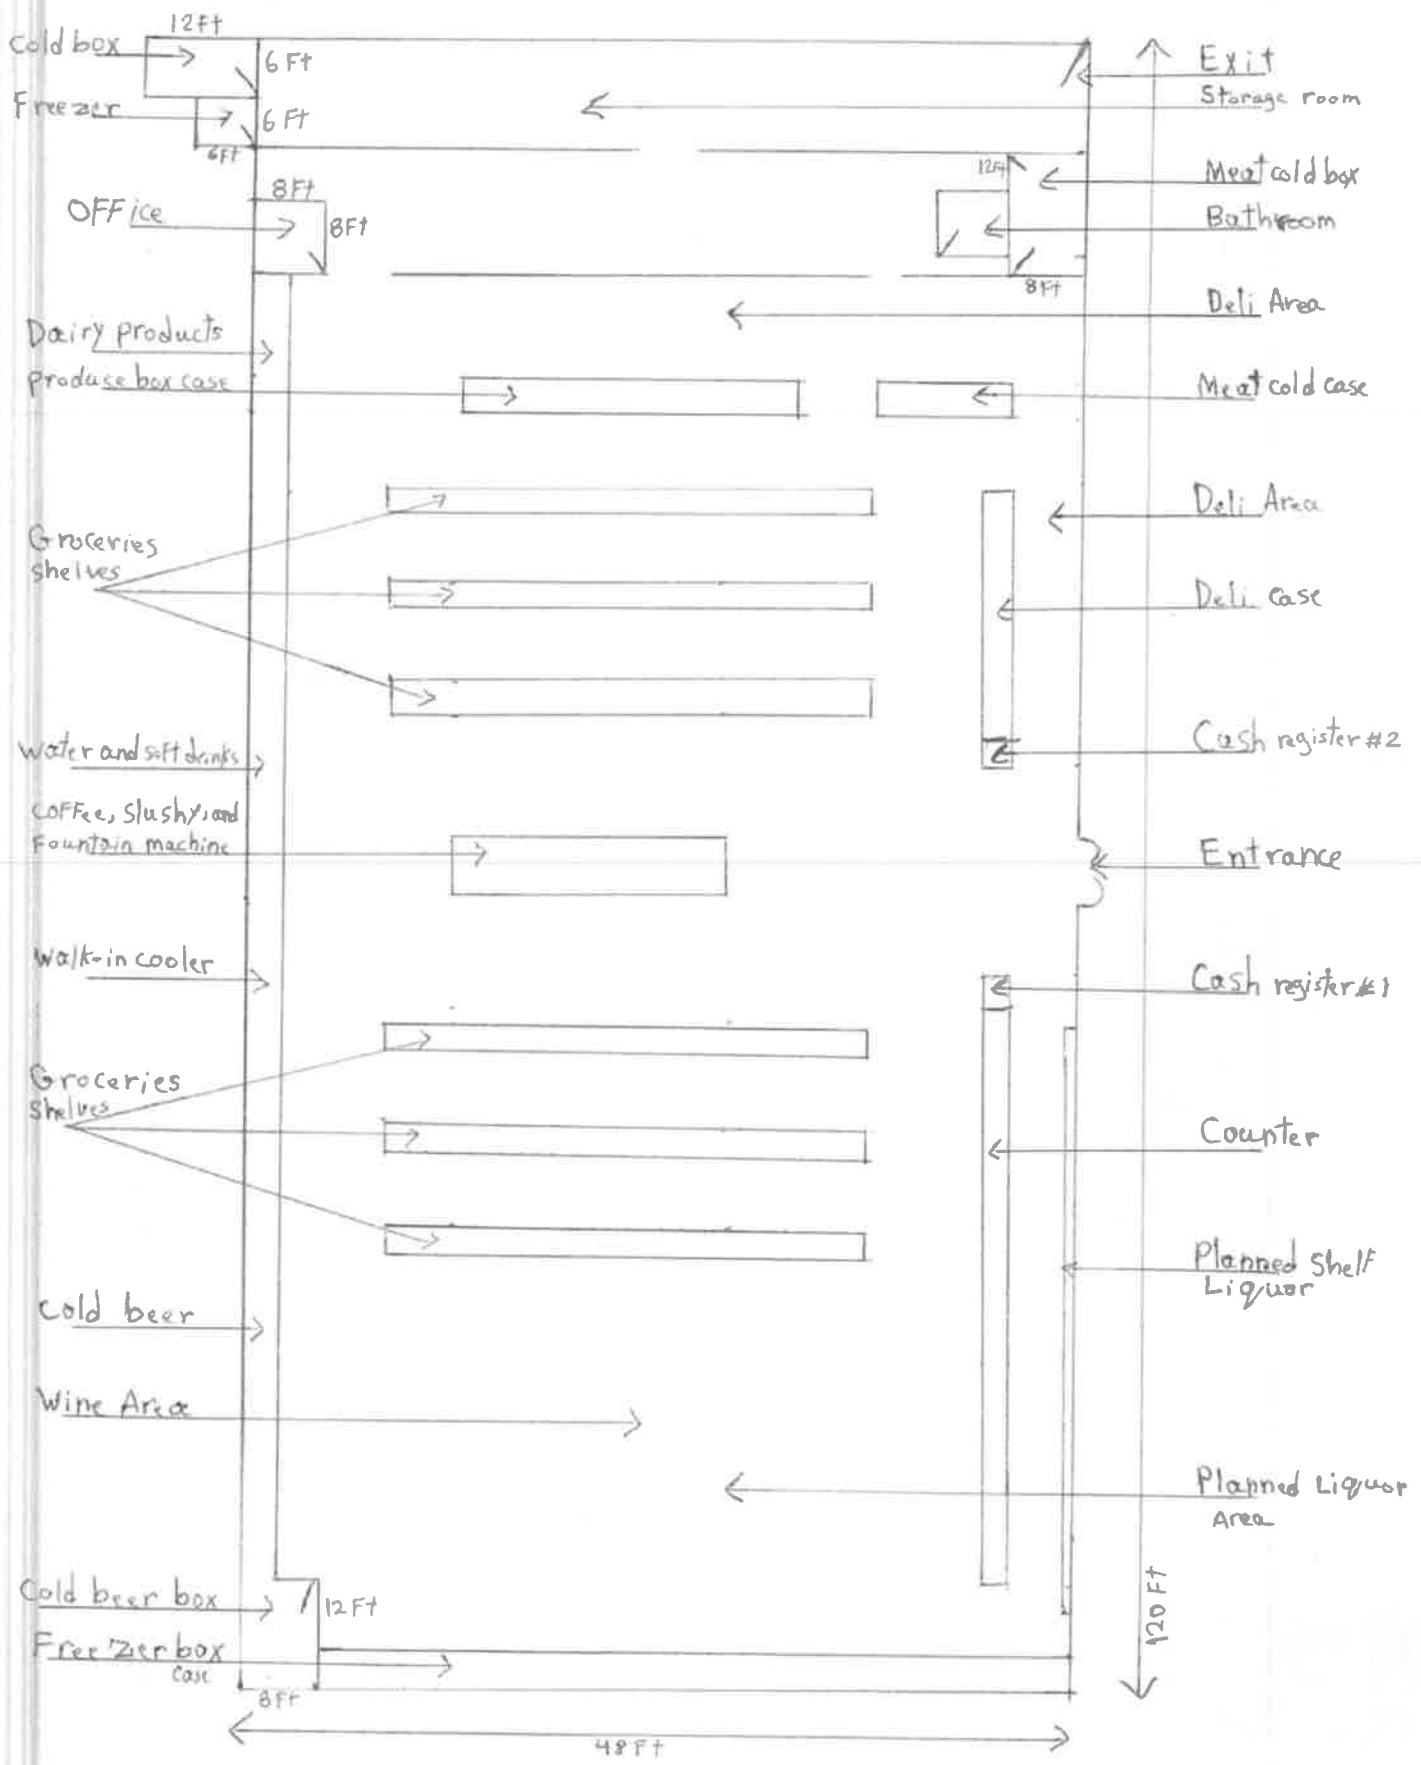 12Ft
Cold box
6 Ft
Exit
Storage room
Freezer
6 Ft
6Ft
12Ft
Meat cold box
8Ft
OFFice
8Ft
Bathroom
8Ft
Deli Area
Dairy products
produce box case
Meat cold case
Deli Area
Groceries
shelves
Deli case
Cash register #2
water and soft drinks
COFFee, Slushy, and
Fountain machine
Entrance
Walk-in cooler
Cash register #1
Groceries
Shelves
Counter
Planned Shelf
Liquor
Cold beer
Wine Area
Planned Liquor
Area
Cold beer box
12Ft
120 Ft
Freezer box
Case
8Ft
48Ft